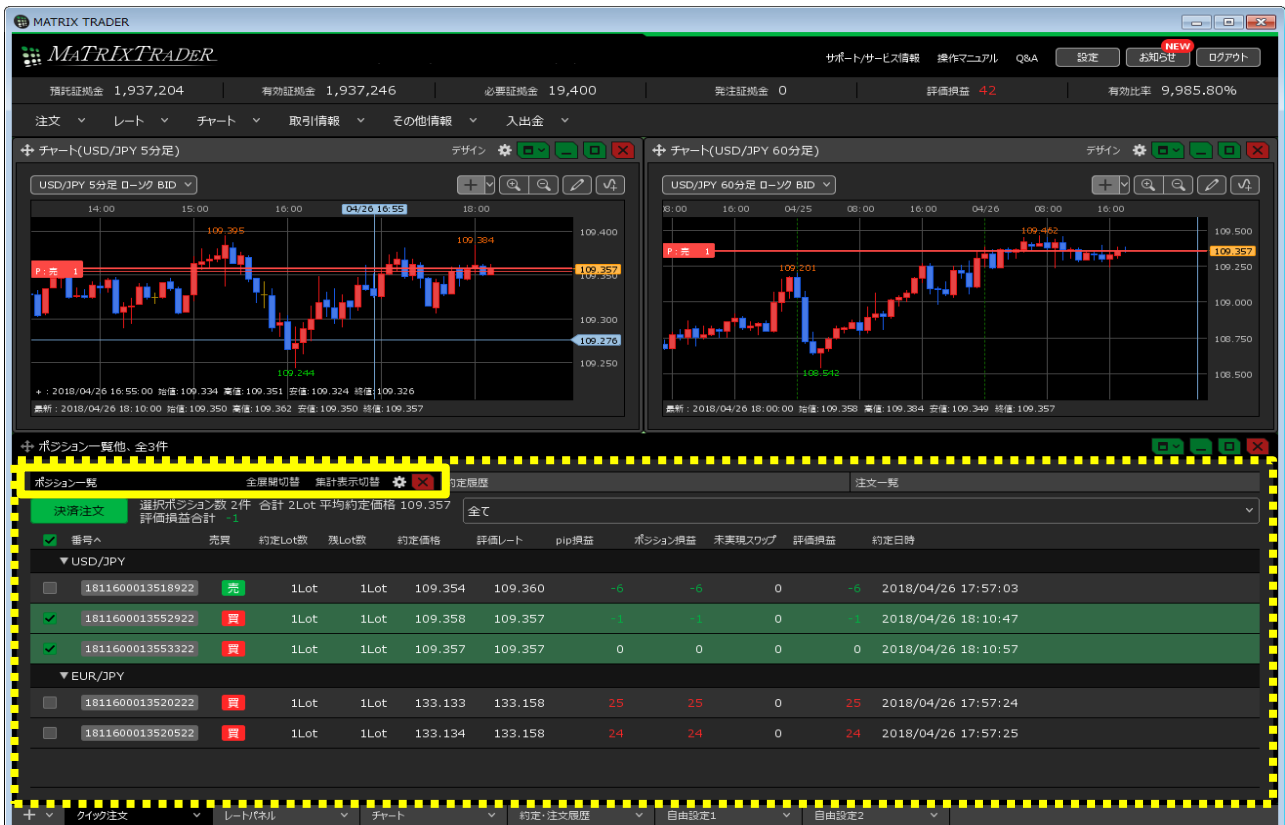 MATRIX TRADER
MATRIXTRADER
サポート/サービス情報 操作マニュアル Q&A 設定 お知らせ NEW ログアウト
預託証拠金 1,937,204 有効証拠金 1,937,246 必要証拠金 19,400 発注証拠金 0 評価損益 42 有効比率 9,985.80%
注文 レート チャート 取引情報 その他情報 入出金
チャート(USD/JPY 5分足) デザイン
USD/JPY 5分足 ローソク BID
14:00 15:00 16:00 04/26 16:55 18:00
109.395
109.384
109.400
P:売 1
109.357
109.350
109.300
109.276
109.250
109.244
+ : 2018/04/26 16:55:00 始値:109.334 高値:109.351 安値:109.324 終値:109.326
最新 : 2018/04/26 18:10:00 始値:109.350 高値:109.362 安値:109.350 終値:109.357
チャート(USD/JPY 60分足) デザイン
USD/JPY 60分足 ローソク BID
08:00 16:00 04/25 08:00 16:00 04/26 08:00 16:00
109.462
109.500
P:売 1
109.357
109.201
109.250
109.000
108.750
108.542
108.500
最新 : 2018/04/26 18:00:00 始値:109.358 高値:109.384 安値:109.349 終値:109.357
ポジション一覧他、全3件
ポジション一覧 全展開切替 集計表示切替 約定履歴 注文一覧
決済注文 選択ポジション数 2件 合計 2Lot 平均約定価格 109.357
評価損益合計 -1
全て
番号へ 売買 約定Lot数 残Lot数 約定価格 評価レート pip損益 ポジション損益 未実現スワップ 評価損益 約定日時
▼USD/JPY
1811600013518922 売 1Lot 1Lot 109.354 109.360 -6 -6 0 -6 2018/04/26 17:57:03
1811600013552922 買 1Lot 1Lot 109.358 109.357 -1 -1 0 -1 2018/04/26 18:10:47
1811600013553322 買 1Lot 1Lot 109.357 109.357 0 0 0 0 2018/04/26 18:10:57
▼EUR/JPY
1811600013520222 買 1Lot 1Lot 133.133 133.158 25 25 0 25 2018/04/26 17:57:24
1811600013520522 買 1Lot 1Lot 133.134 133.158 24 24 0 24 2018/04/26 17:57:25
+ クイック注文 レートパネル チャート 約定・注文履歴 自由設定1 自由設定2